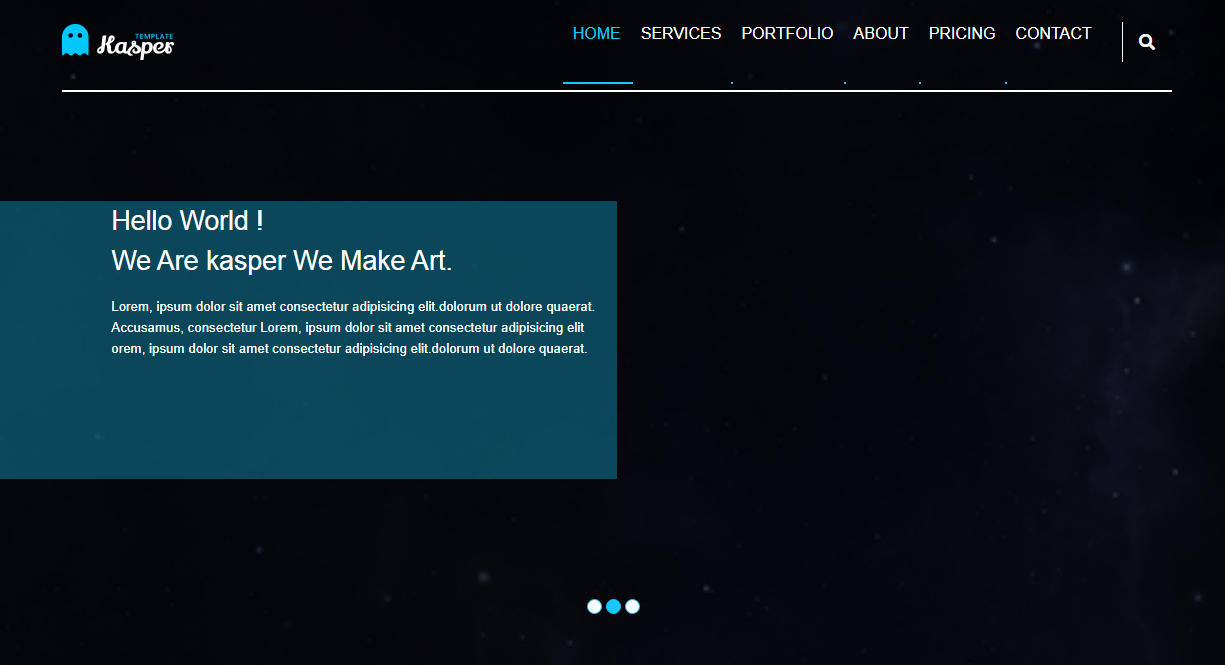 TEMPLATE
Kasper
HOME SERVICES PORTFOLIO ABOUT PRICING CONTACT
Hello World !
We Are kasper We Make Art.
Lorem, ipsum dolor sit amet consectetur adipisicing elit.dolorum ut dolore quaerat.
Accusamus, consectetur Lorem, ipsum dolor sit amet consectetur adipisicing elit
orem, ipsum dolor sit amet consectetur adipisicing elit.dolorum ut dolore quaerat.